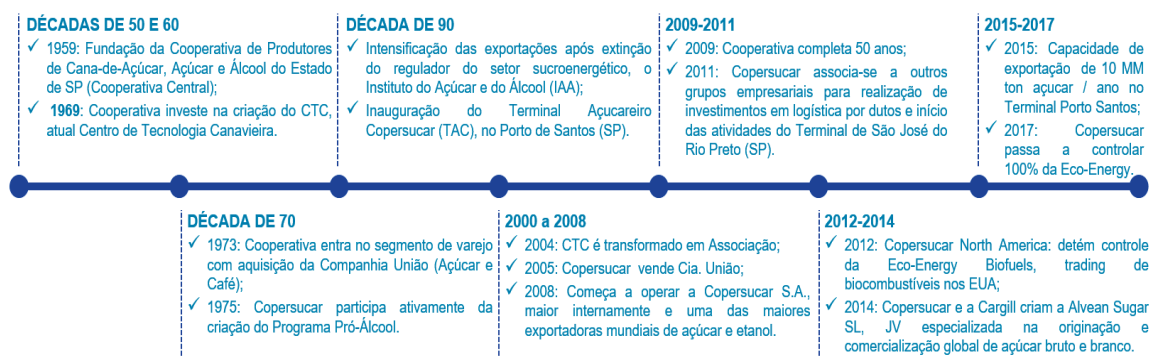 DÉCADAS DE 50 E 60
✓ 1959: Fundação da Cooperativa de Produtores
de Cana-de-Açúcar, Açúcar e Álcool do Estado
de SP (Cooperativa Central);
✓ 1969: Cooperativa investe na criação do CTC,
atual Centro de Tecnologia Canavieira.
DÉCADA DE 90
✓ Intensificação das exportações após extinção
do regulador do setor sucroenergético, o
Instituto do Açúcar e do Álcool (IAA);
✓ Inauguração do Terminal Açucareiro
Copersucar (TAC), no Porto de Santos (SP).
2009-2011
✓ 2009: Cooperativa completa 50 anos;
✓ 2011: Copersucar associa-se a outros
grupos empresariais para realização de
investimentos em logística por dutos e início
das atividades do Terminal de São José do
Rio Preto (SP).
2015-2017
✓ 2015: Capacidade de
exportação de 10 MM
ton açucar / ano no
Terminal Porto Santos;
✓ 2017: Copersucar
passa a controlar
100% da Eco-Energy.
DÉCADA DE 70
✓ 1973: Cooperativa entra no segmento de varejo
com aquisição da Companhia União (Açúcar e
Café);
✓ 1975: Copersucar participa ativamente da
criação do Programa Pró-Álcool.
2000 a 2008
✓ 2004: CTC é transformado em Associação;
✓ 2005: Copersucar vende Cia. União;
✓ 2008: Começa a operar a Copersucar S.A.,
maior internamente e uma das maiores
exportadoras mundiais de açúcar e etanol.
2012-2014
✓ 2012: Copersucar North America: detém controle
da Eco-Energy Biofuels, trading de
biocombustíveis nos EUA;
✓ 2014: Copersucar e a Cargill criam a Alvean Sugar
SL, JV especializada na originação e
comercialização global de açúcar bruto e branco.